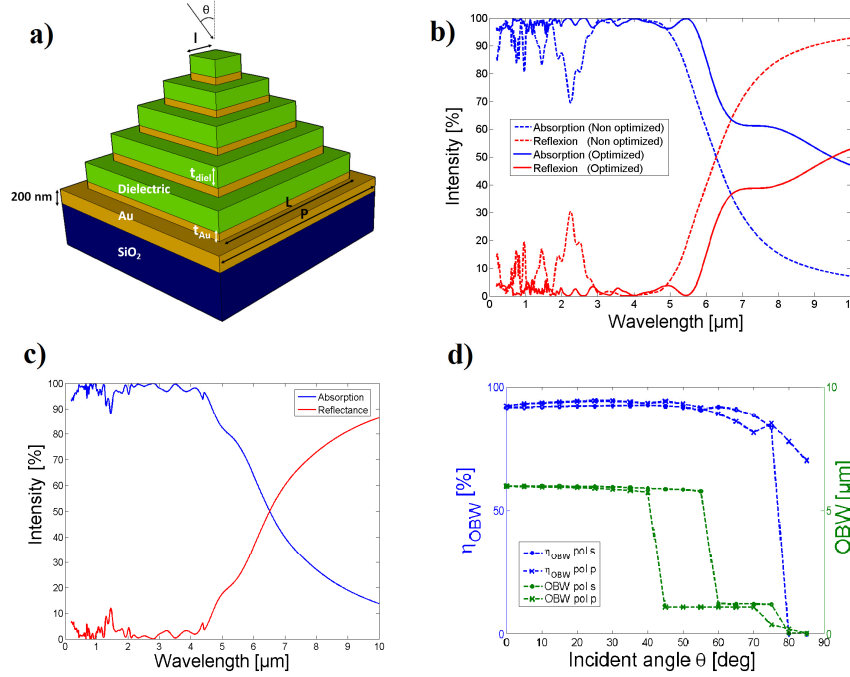 a)
θ
l
t_diel
Dielectric
200 nm
L
P
Au
t_Au
SiO₂
b)
100
90
80
70
60
50
40
30
20
10
0
Intensity [%]
Absorption (Non optimized)
Reflexion (Non optimized)
Absorption (Optimized)
Reflexion (Optimized)
0 1 2 3 4 5 6 7 8 9 10
Wavelength [µm]
c)
100
90
80
70
60
50
40
30
20
10
0
Intensity [%]
Absorption
Reflectance
0 1 2 3 4 5 6 7 8 9 10
Wavelength [µm]
d)
100
50
0
η_OBW [%]
10
5
0
OBW [µm]
η_OBW pol s
η_OBW pol p
OBW pol s
OBW pol p
0 10 20 30 40 50 60 70 80 90
Incident angle θ [deg]